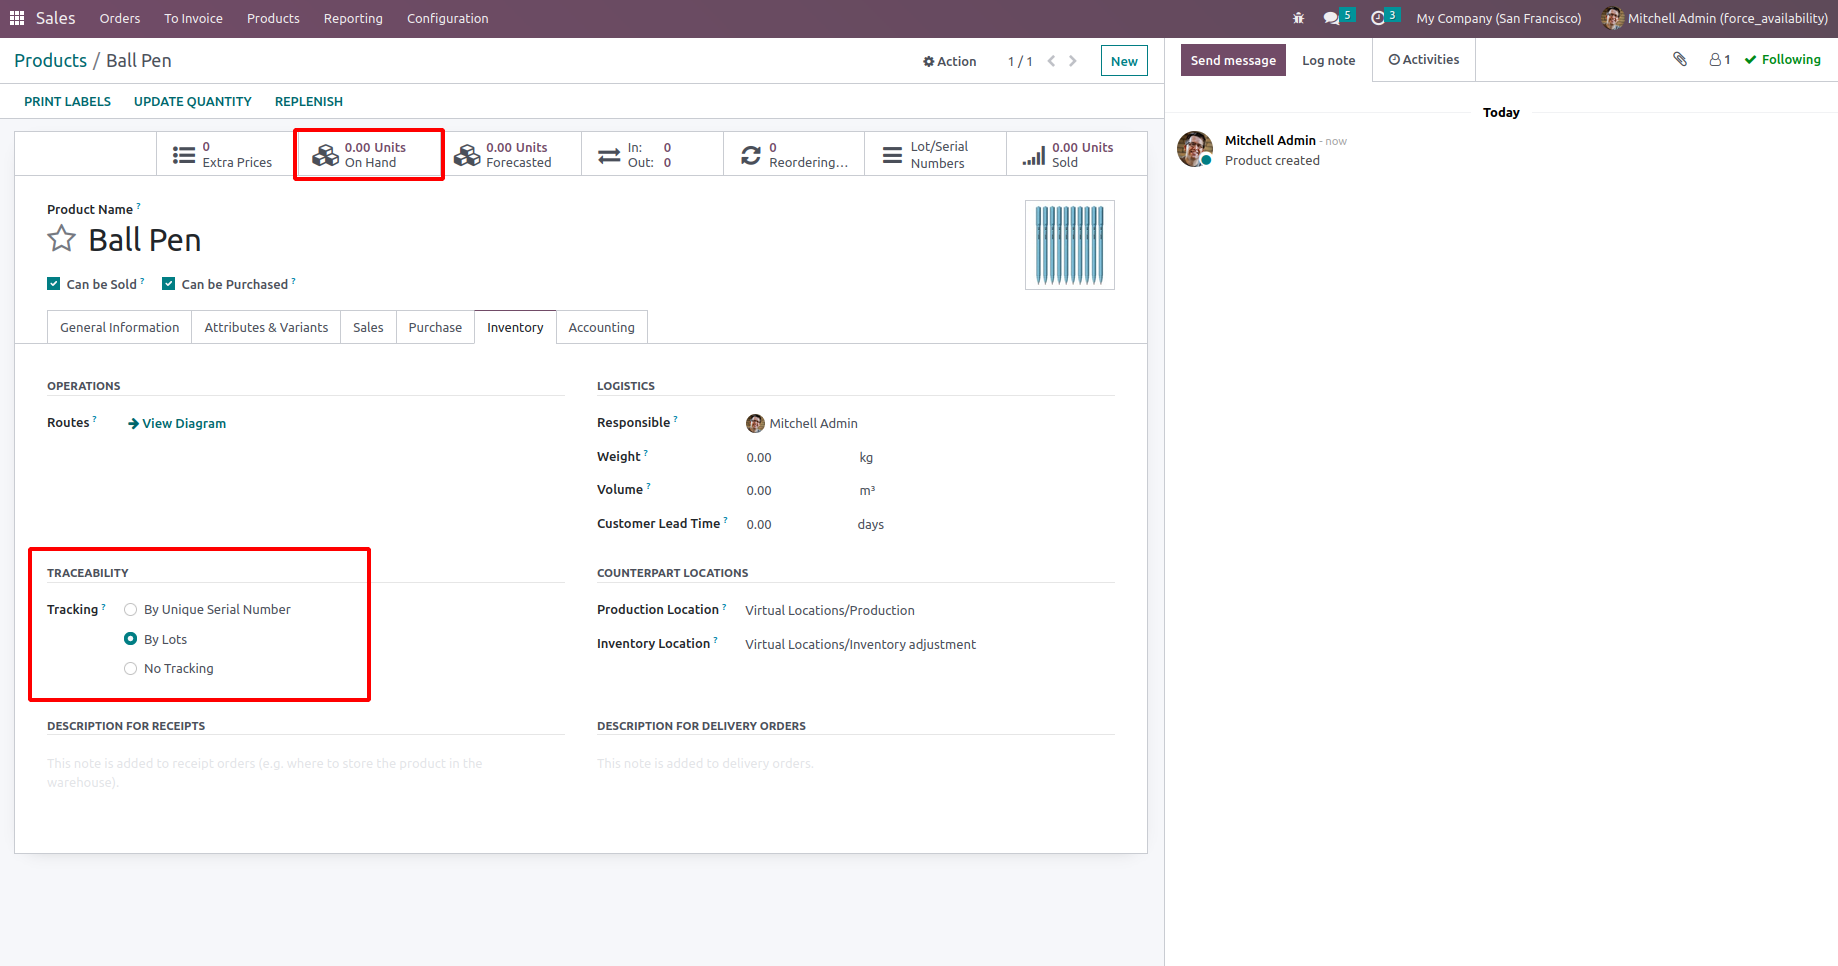 Sales Orders To Invoice Products Reporting Configuration 5 3 My Company (San Francisco) Mitchell Admin (force_availability)
Products / Ball Pen Action 1 / 1 New
PRINT LABELS UPDATE QUANTITY REPLENISH
0 Extra Prices
0.00 Units On Hand
0.00 Units Forecasted
In: 0
Out: 0
0 Reordering...
Lot/Serial Numbers
0.00 Units Sold
Product Name ?
Ball Pen
Can be Sold ? Can be Purchased ?
General Information Attributes & Variants Sales Purchase Inventory Accounting
OPERATIONS
Routes ? View Diagram
LOGISTICS
Responsible ? Mitchell Admin
Weight ? 0.00 kg
Volume ? 0.00 m³
Customer Lead Time ? 0.00 days
TRACEABILITY
Tracking ? By Unique Serial Number
By Lots
No Tracking
COUNTERPART LOCATIONS
Production Location ? Virtual Locations/Production
Inventory Location ? Virtual Locations/Inventory adjustment
DESCRIPTION FOR RECEIPTS
This note is added to receipt orders (e.g. where to store the product in the
warehouse).
DESCRIPTION FOR DELIVERY ORDERS
This note is added to delivery orders.
Send message Log note Activities 1 Following
Today
Mitchell Admin - now
Product created